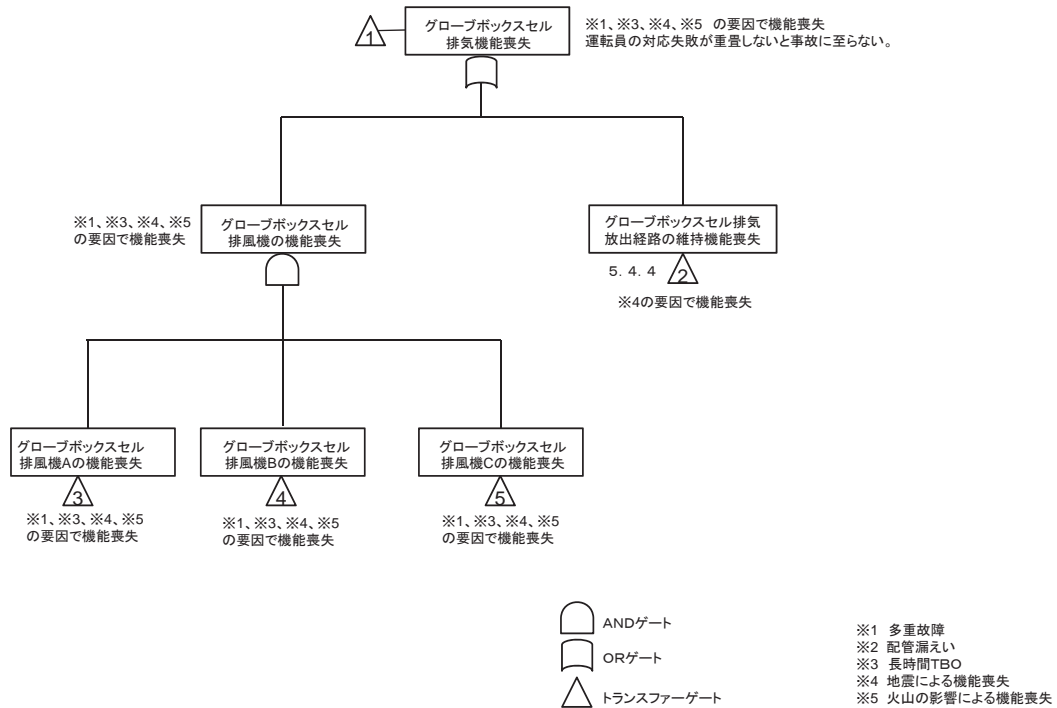 1
グローブボックスセル
排気機能喪失
※1、※3、※4、※5 の要因で機能喪失
運転員の対応失敗が重畳しないと事故に至らない。
※1、※3、※4、※5
の要因で機能喪失
グローブボックスセル
排風機の機能喪失
グローブボックスセル排気
放出経路の維持機能喪失
5.4.4
2
※4の要因で機能喪失
グローブボックスセル
排風機Aの機能喪失
3
※1、※3、※4、※5
の要因で機能喪失
グローブボックスセル
排風機Bの機能喪失
4
※1、※3、※4、※5
の要因で機能喪失
グローブボックスセル
排風機Cの機能喪失
5
※1、※3、※4、※5
の要因で機能喪失
ANDゲート
ORゲート
トランスファーゲート
※1 多重故障
※2 配管漏えい
※3 長時間TBO
※4 地震による機能喪失
※5 火山の影響による機能喪失